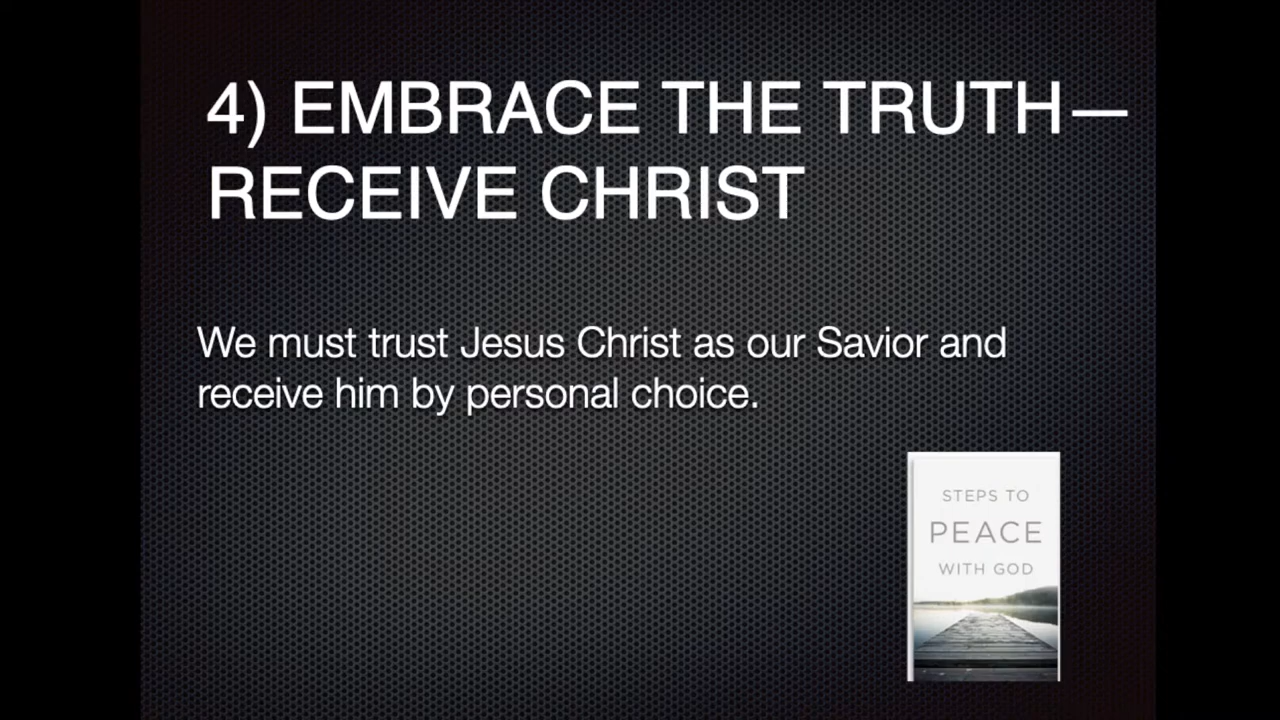 4) EMBRACE THE TRUTH—
RECEIVE CHRIST
We must trust Jesus Christ as our Savior and
receive him by personal choice.
STEPS TO
PEACE
WITH GOD